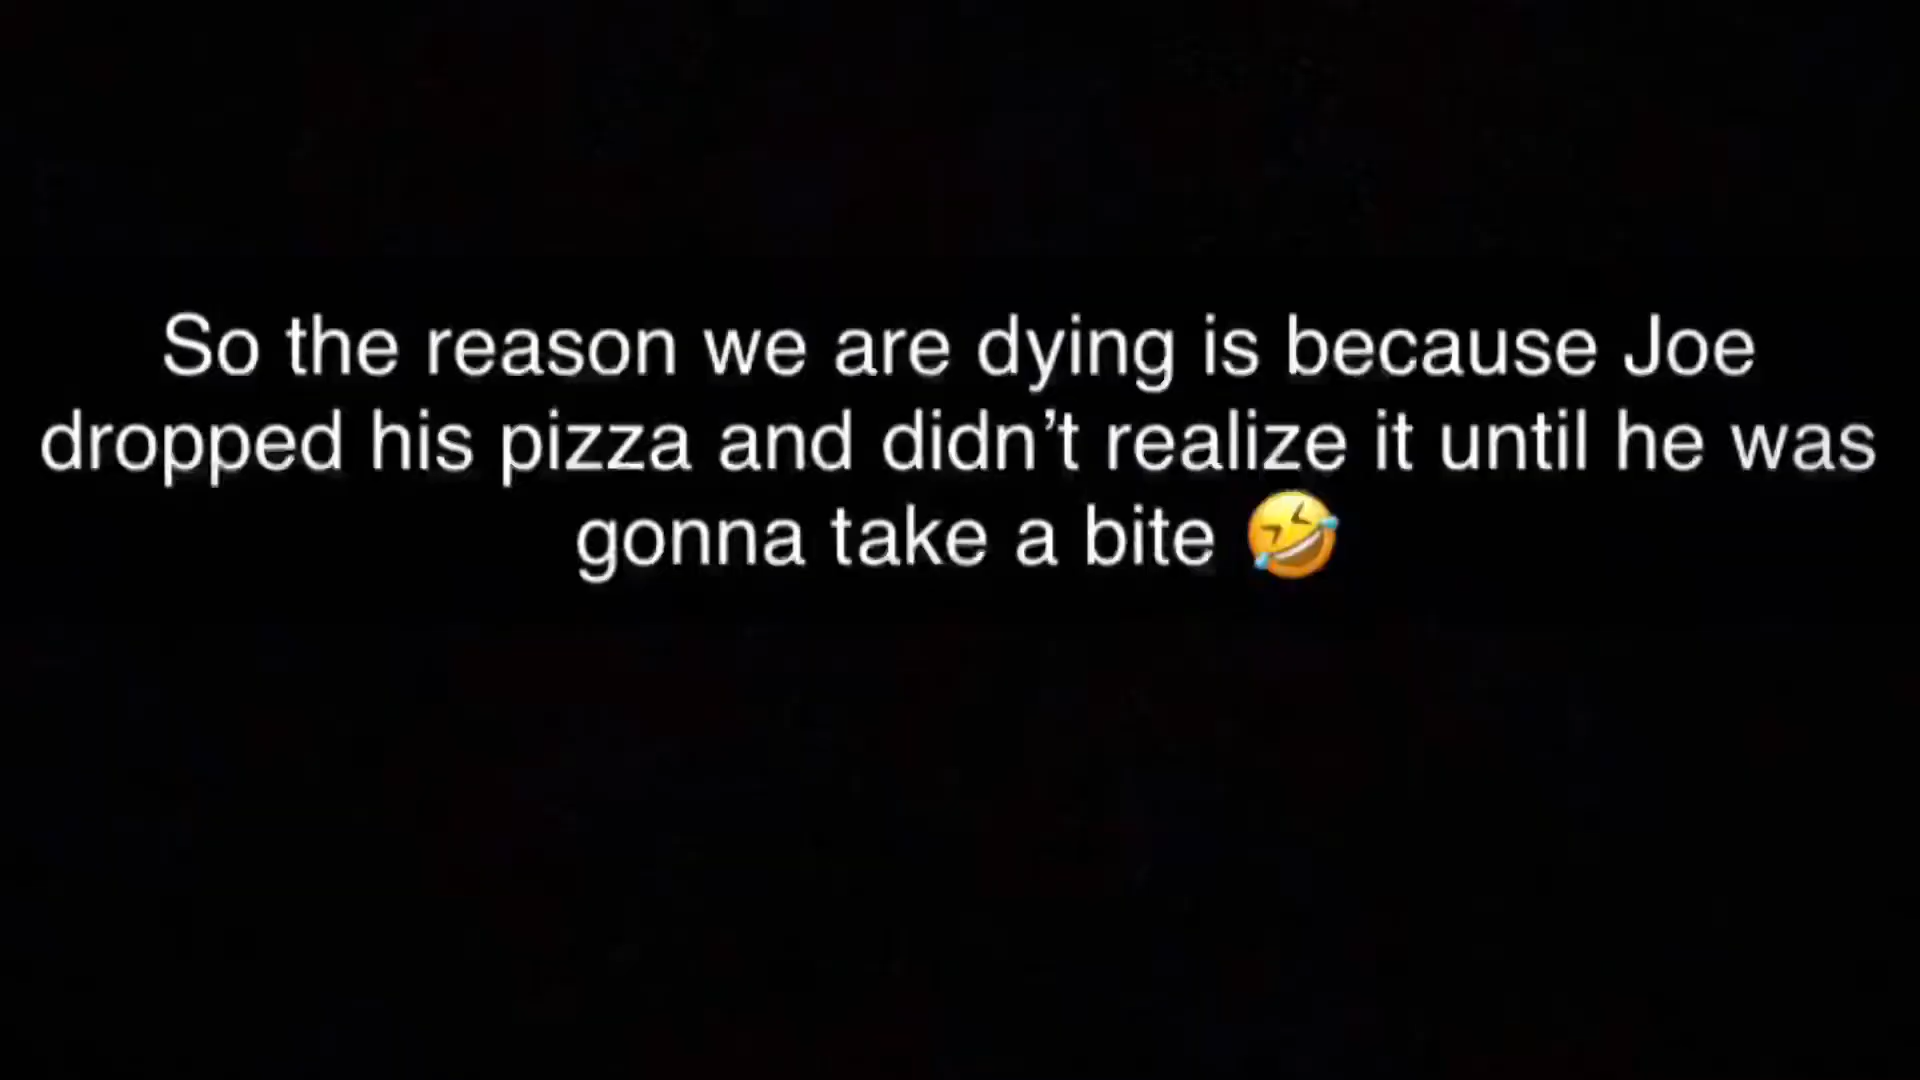 So the reason we are dying is because Joe
dropped his pizza and didn’t realize it until he was
gonna take a bite 🤣